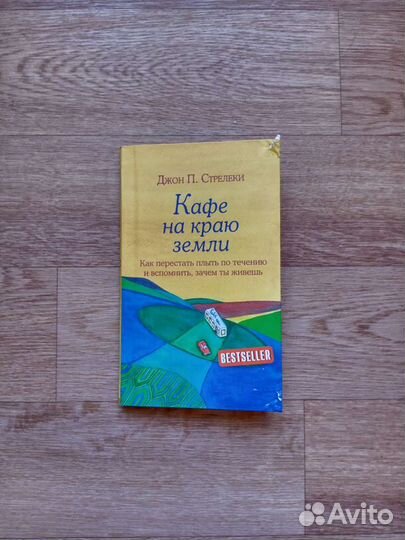 Джон П. Стрелеки
Кафе
на краю
земли
Как перестать плыть по течению
и вспомнить, зачем ты живешь
BESTSELLER
Avito